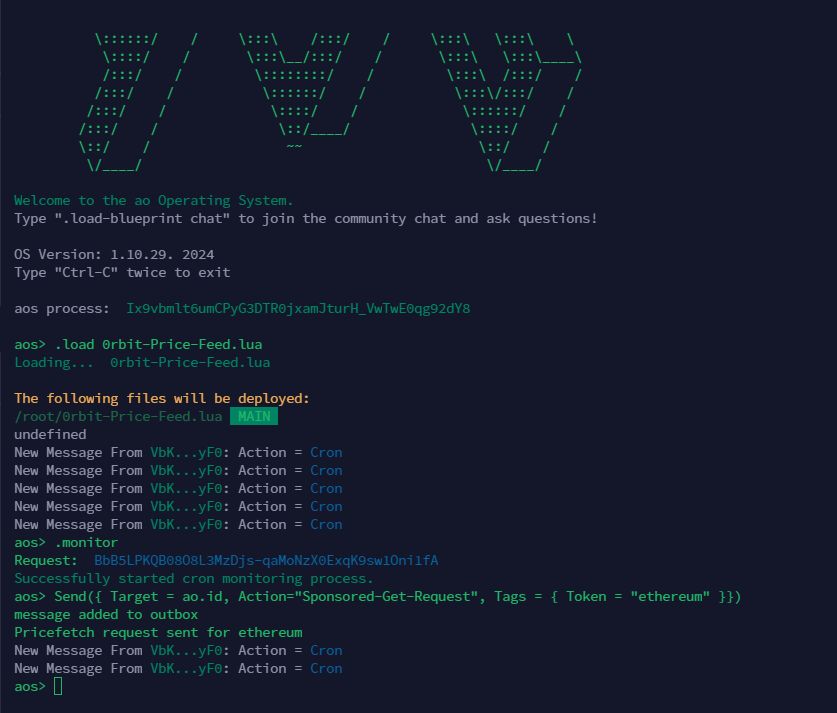 Welcome to the ao Operating System.
Type ".load-blueprint chat" to join the community chat and ask questions!
OS Version: 1.10.29. 2024
Type "Ctrl-C" twice to exit
aos process:  Ix9vbmlt6umCPyG3DTR0jxamJturH_VwTwE0qg92dY8
aos> .load 0rbit-Price-Feed.lua
Loading...  0rbit-Price-Feed.lua
The following files will be deployed:
/root/0rbit-Price-Feed.lua  MAIN
undefined
New Message From VbK...yF0: Action = Cron
New Message From VbK...yF0: Action = Cron
New Message From VbK...yF0: Action = Cron
New Message From VbK...yF0: Action = Cron
New Message From VbK...yF0: Action = Cron
aos> .monitor
Request:  BbB5LPKQB08O8L3MzDjs-qaMoNzX0ExqK9sw1Oni1fA
Successfully started cron monitoring process.
aos> Send({ Target = ao.id, Action="Sponsored-Get-Request", Tags = { Token = "ethereum" }})
message added to outbox
Pricefetch request sent for ethereum
New Message From VbK...yF0: Action = Cron
New Message From VbK...yF0: Action = Cron
aos>